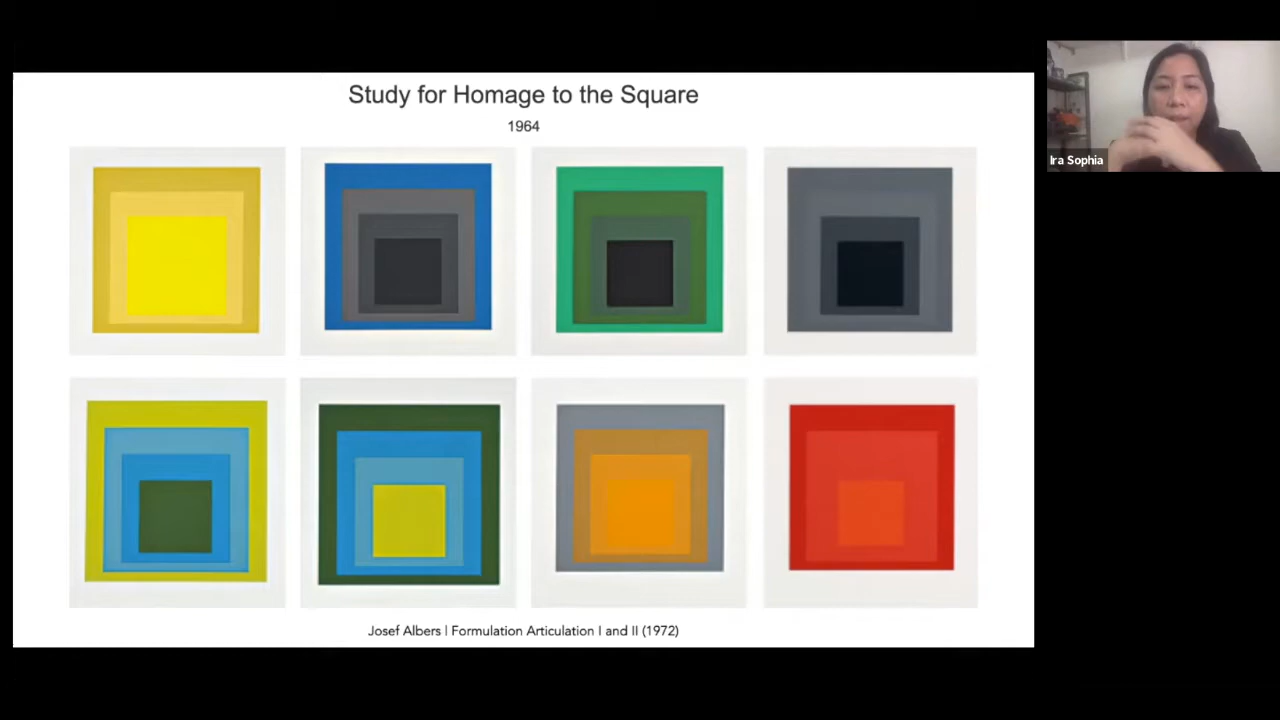 Study for Homage to the Square
1964
Josef Albers | Formulation Articulation I and II (1972)
Ira Sophia